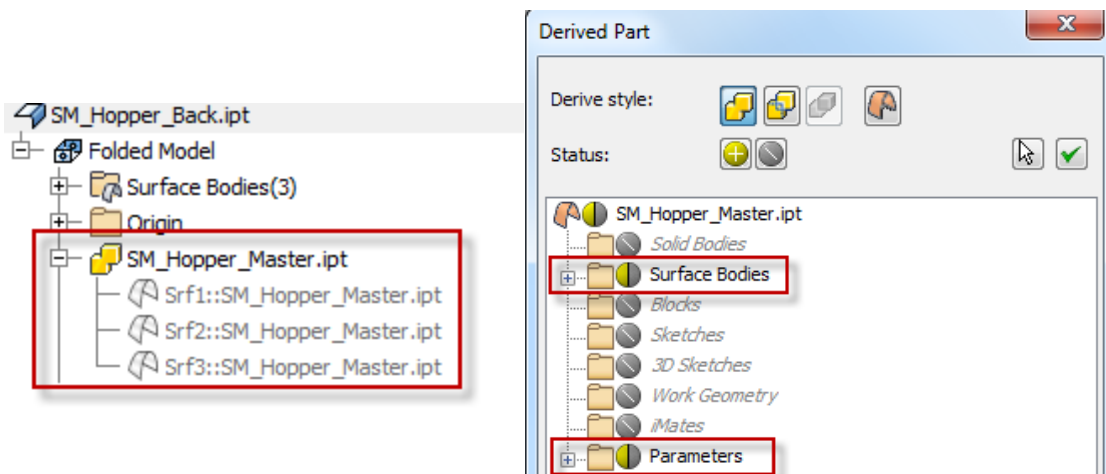 SM_Hopper_Back.ipt
Folded Model
Surface Bodies(3)
Origin
SM_Hopper_Master.ipt
Srf1::SM_Hopper_Master.ipt
Srf2::SM_Hopper_Master.ipt
Srf3::SM_Hopper_Master.ipt
Derived Part
Derive style:
Status:
SM_Hopper_Master.ipt
Solid Bodies
Surface Bodies
Blocks
Sketches
3D Sketches
Work Geometry
iMates
Parameters